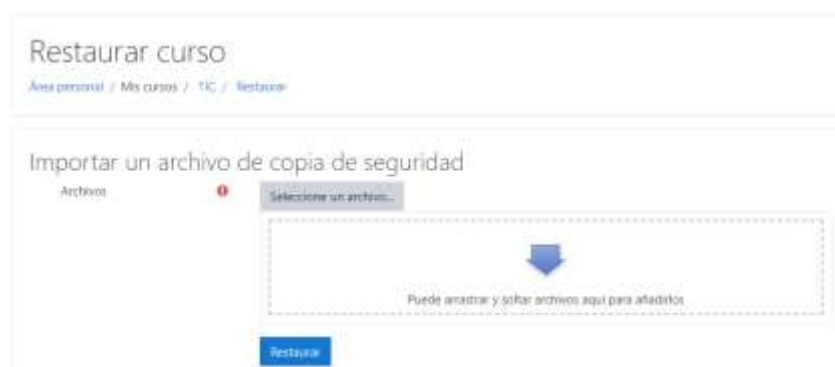 Restaurar curso
Área personal / Mis cursos / TIC / Restaurar
Importar un archivo de copia de seguridad
Archivos
Seleccione un archivo...
Puede arrastrar y soltar archivos aquí para añadirlos
Restaurar